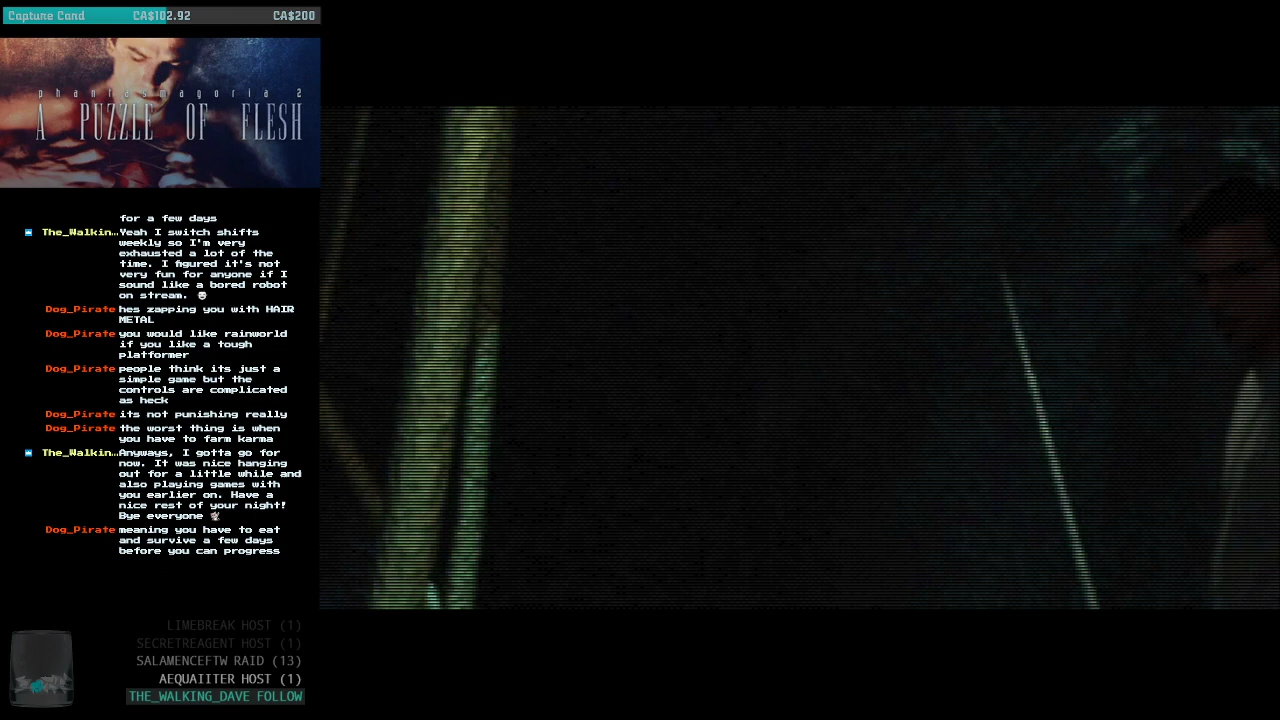 Capture Card CA$102.92 CA$200
phantasmagoria 2
A PUZZLE OF FLESH
for a few days
The_Walkin… Yeah I switch shifts
weekly so I'm very
exhausted a lot of the
time. I figured it's not
very fun for anyone if I
sound like a bored robot
on stream.
Dog_Pirate hes zapping you with HAIR
METAL
Dog_Pirate you would like rainworld
if you like a tough
platformer
Dog_Pirate people think its just a
simple game but the
controls are complicated
as heck
Dog_Pirate its not punishing really
Dog_Pirate the worst thing is when
you have to farm karma
The_Walkin… Anyways, I gotta go for
now. It was nice hanging
out for a little while and
also playing games with
you earlier on. Have a
nice rest of your night!
Bye everyone
Dog_Pirate meaning you have to eat
and survive a few days
before you can progress
LIMEBREAK HOST (1)
SECRETREAGENT HOST (1)
SALAMENCEFTW RAID (13)
AEQUAIITER HOST (1)
THE_WALKING_DAVE FOLLOW